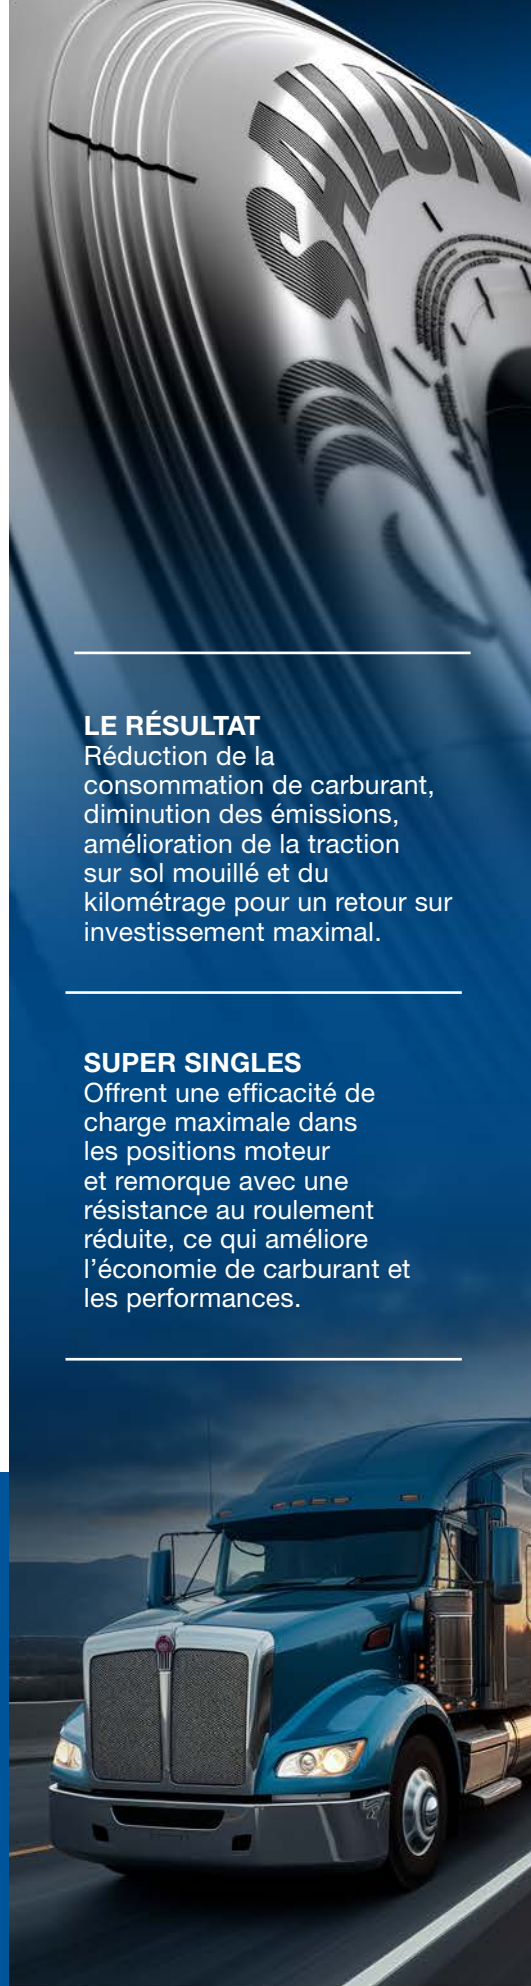 SAILUN
LE RÉSULTAT
Réduction de la
consommation de carburant,
diminution des émissions,
amélioration de la traction
sur sol mouillé et du
kilométrage pour un retour sur
investissement maximal.
SUPER SINGLES
Offrent une efficacité de
charge maximale dans
les positions moteur
et remorque avec une
résistance au roulement
réduite, ce qui améliore
l’économie de carburant et
les performances.